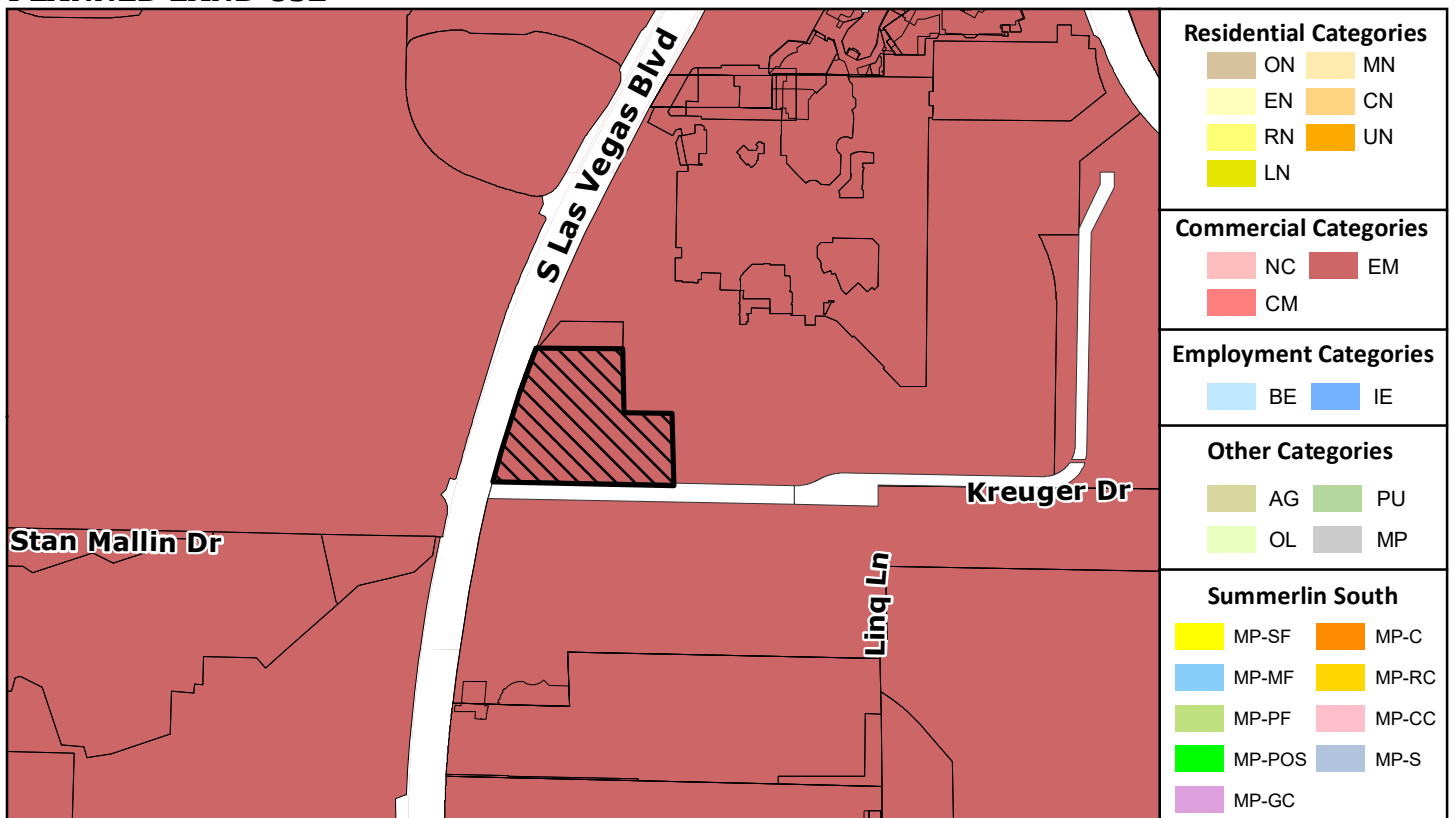 S Las Vegas Blvd
Kreuger Dr
Stan Mallin Dr
Linq Ln
Residential Categories
ON MN
EN CN
RN UN
LN
Commercial Categories
NC EM
CM
Employment Categories
BE IE
Other Categories
AG PU
OL MP
Summerlin South
MP-SF MP-C
MP-MF MP-RC
MP-PF MP-CC
MP-POS MP-S
MP-GC